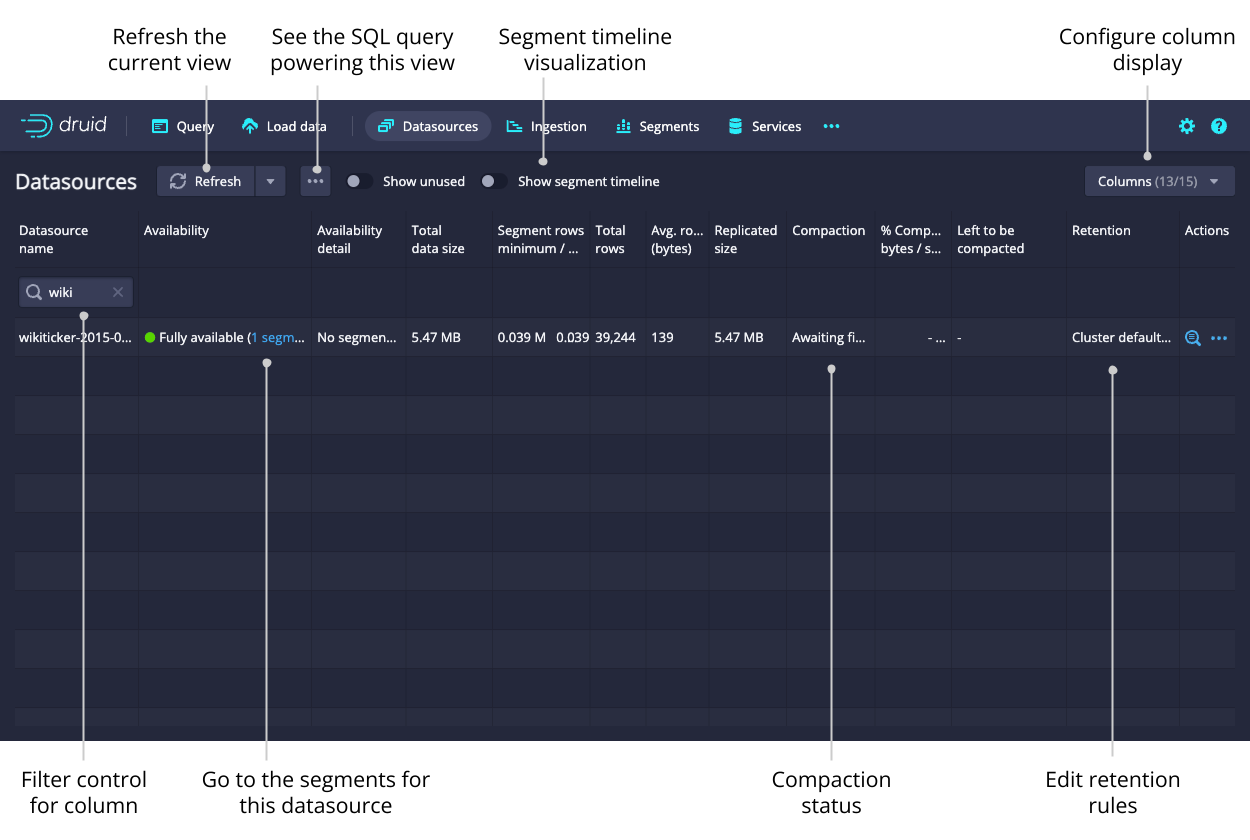 Refresh the
current view
See the SQL query
powering this view
Segment timeline
visualization
Configure column
display
druid
Query
Load data
Datasources
Ingestion
Segments
Services
Datasources
Refresh
Show unused
Show segment timeline
Columns (13/15)
Datasource
name
Availability
Availability
detail
Total
data size
Segment rows
minimum / ...
Total
rows
Avg. ro...
(bytes)
Replicated
size
Compaction
% Comp...
bytes / s...
Left to be
compacted
Retention
Actions
wiki
wikiticker-2015-0...
Fully available (1 segm...
No segmen...
5.47 MB
0.039 M 0.039
39,244
139
5.47 MB
Awaiting fi...
- ...
-
Cluster default...
Filter control
for column
Go to the segments for
this datasource
Compaction
status
Edit retention
rules